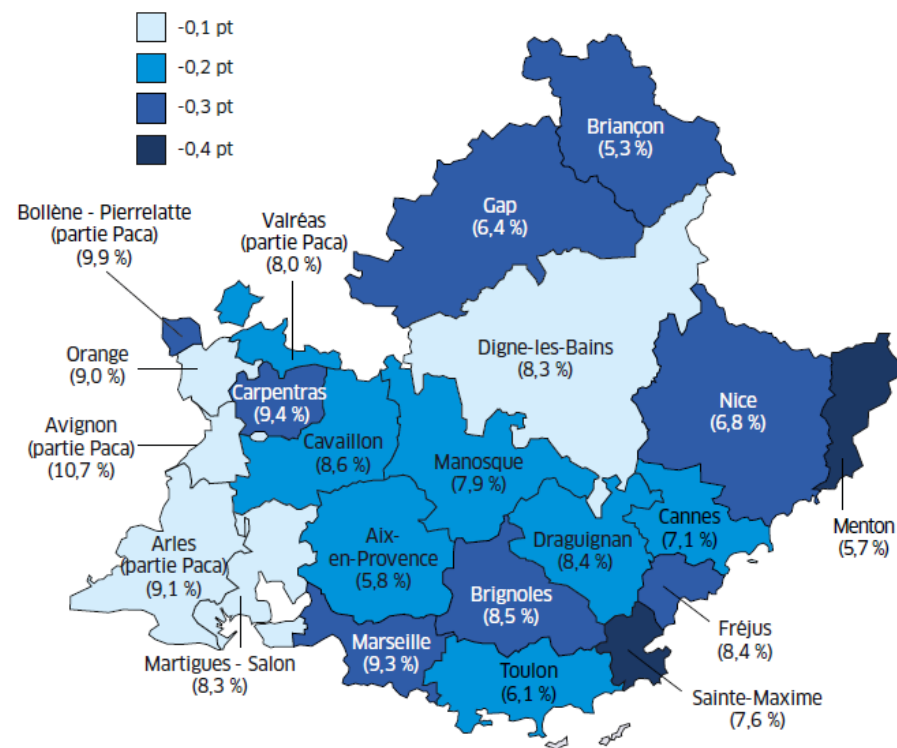 -0,1 pt
-0,2 pt
-0,3 pt
-0,4 pt
Briançon
(5,3 %)
Gap
(6,4 %)
Bollène - Pierrelatte
(partie Paca)
(9,9 %)
Valréas
(partie Paca)
(8,0 %)
Orange
(9,0 %)
Digne-les-Bains
(8,3 %)
Carpentras
(9,4 %)
Nice
(6,8 %)
Avignon
(partie Paca)
(10,7 %)
Cavaillon
(8,6 %)
Manosque
(7,9 %)
Cannes
(7,1 %)
Menton
(5,7 %)
Arles
(partie Paca)
(9,1 %)
Aix-
en-Provence
(5,8 %)
Draguignan
(8,4 %)
Brignoles
(8,5 %)
Fréjus
(8,4 %)
Marseille
(9,3 %)
Martigues - Salon
(8,3 %)
Toulon
(6,1 %)
Sainte-Maxime
(7,6 %)